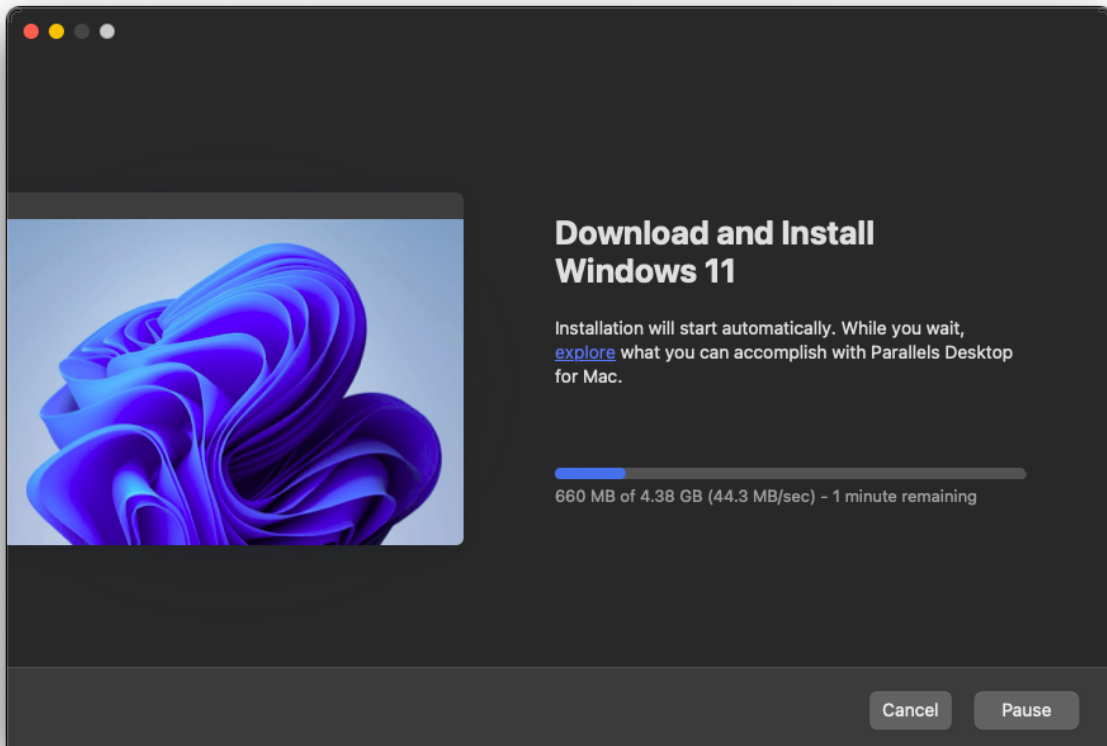 Download and Install
Windows 11
Installation will start automatically. While you wait,
explore what you can accomplish with Parallels Desktop
for Mac.
660 MB of 4.38 GB (44.3 MB/sec) - 1 minute remaining
Cancel
Pause